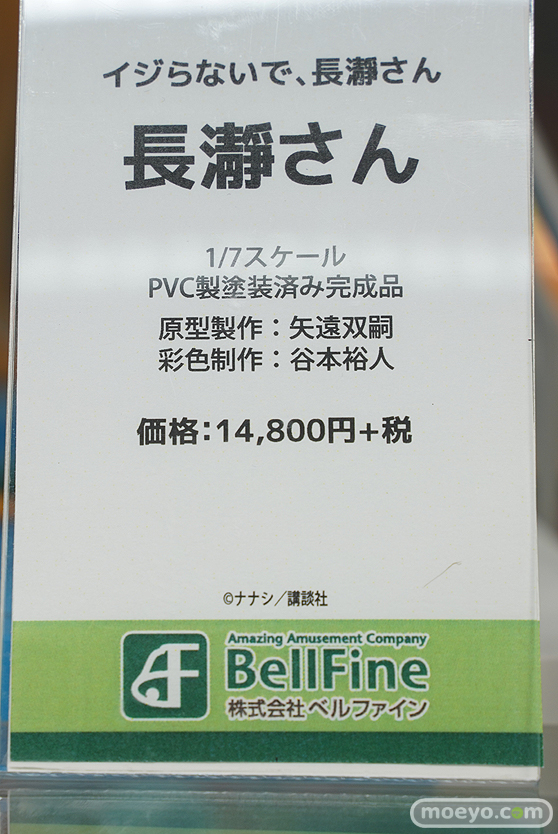 イジらないで、長瀞さん
長瀞さん
1/7スケール
PVC製塗装済み完成品
原型製作：矢遠双嗣
彩色制作：谷本裕人
価格：14,800円+税
©ナナシ／講談社
Amazing Amusement Company
BellFine
株式会社ベルファイン
moeyo.com